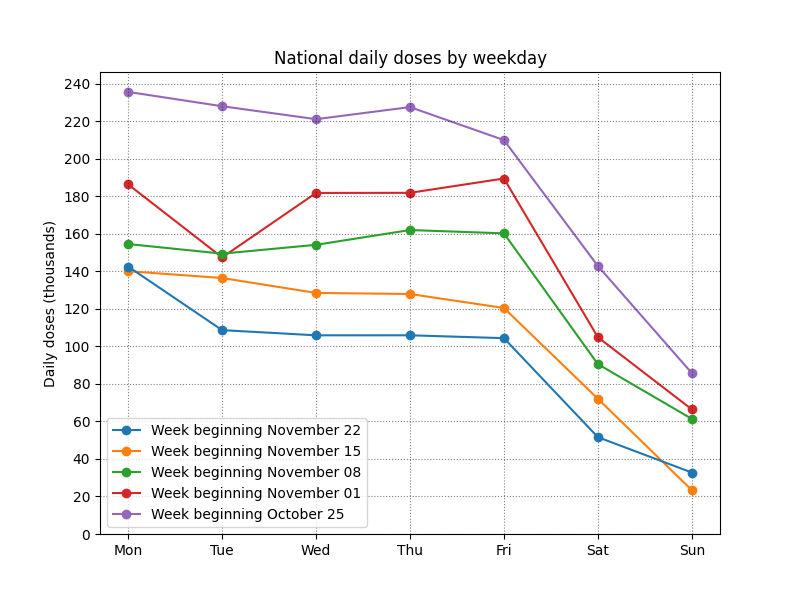 National daily doses by weekday
Daily doses (thousands)
240
220
200
180
160
140
120
100
80
60
40
20
0
Week beginning November 22
Week beginning November 15
Week beginning November 08
Week beginning November 01
Week beginning October 25
Mon Tue Wed Thu Fri Sat Sun